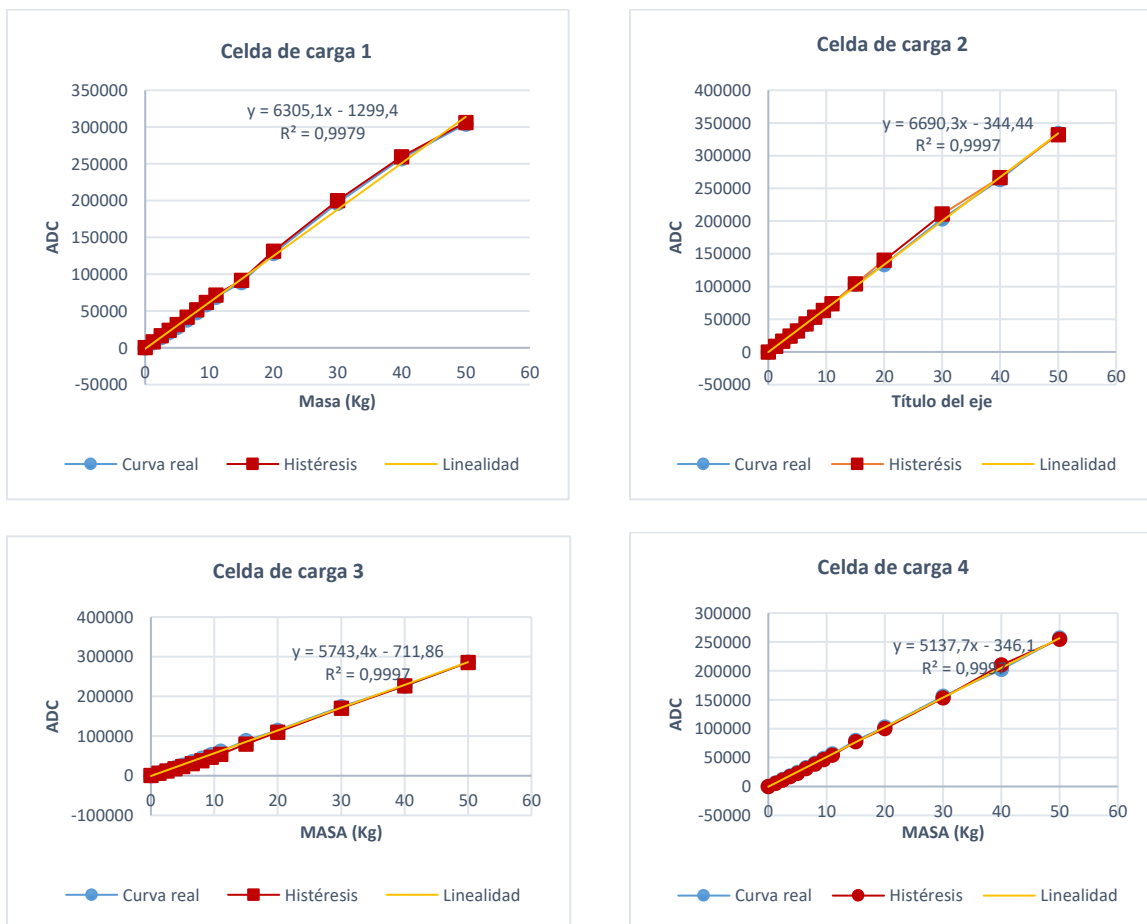 Celda de carga 1
y = 6305,1x - 1299,4
R² = 0,9979
350000
300000
250000
200000
150000
100000
50000
0
-50000
ADC
0 10 20 30 40 50 60
Masa (Kg)
Curva real Histéresis Linealidad
Celda de carga 2
y = 6690,3x - 344,44
R² = 0,9997
400000
350000
300000
250000
200000
150000
100000
50000
0
-50000
ADC
0 10 20 30 40 50 60
Título del eje
Curva real Histerésis Linealidad
Celda de carga 3
y = 5743,4x - 711,86
R² = 0,9997
400000
300000
200000
100000
0
-100000
ADC
0 10 20 30 40 50 60
MASA (Kg)
Curva real Histéresis Linealidad
Celda de carga 4
y = 5137,7x - 346,1
R² =
300000
250000
200000
150000
100000
50000
0
-50000
ADC
0 10 20 30 40 50 60
MASA (Kg)
Curva real Histéresis Linealidad